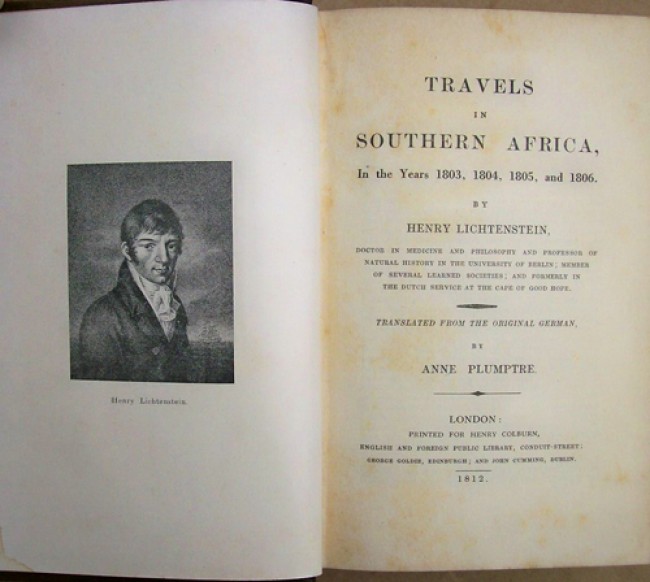 Henry Lichtenstein.
TRAVELS
IN
SOUTHERN AFRICA,
In the Years 1803, 1804, 1805, and 1806.
BY
HENRY LICHTENSTEIN,
DOCTOR IN MEDICINE AND PHILOSOPHY AND PROFESSOR OF
NATURAL HISTORY IN THE UNIVERSITY OF BERLIN; MEMBER
OF SEVERAL LEARNED SOCIETIES; AND FORMERLY IN
THE DUTCH SERVICE AT THE CAPE OF GOOD HOPE.
TRANSLATED FROM THE ORIGINAL GERMAN,
BY
ANNE PLUMPTRE.
LONDON:
PRINTED FOR HENRY COLBURN,
ENGLISH AND FOREIGN PUBLIC LIBRARY, CONDUIT-STREET;
GEORGE GOLDIE, EDINBURGH; AND JOHN CUMMING, DUBLIN.
1812.